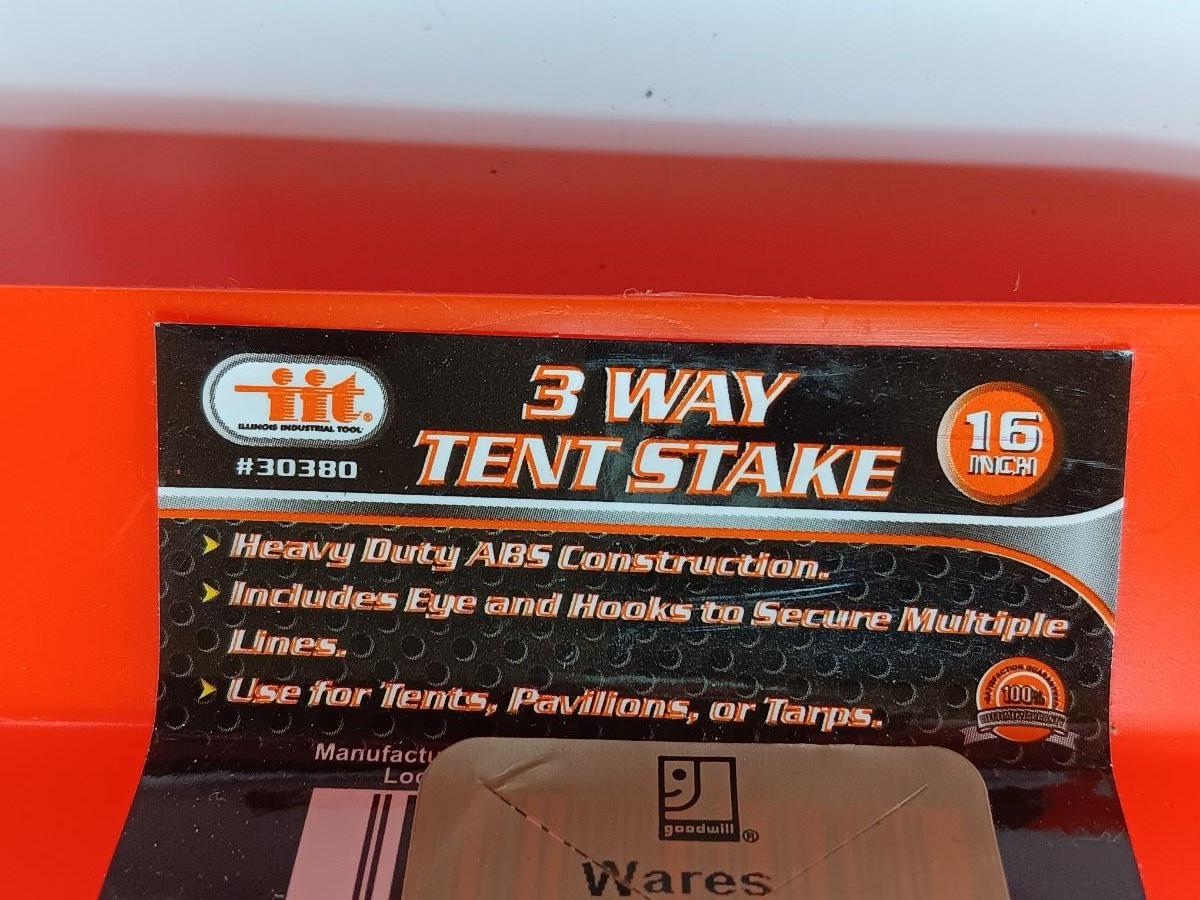 iit®
ILLINOIS INDUSTRIAL TOOL
#30380
3 WAY
TENT STAKE
16
INCH
Heavy Duty ABS Construction.
Includes Eye and Hooks to Secure Multiple
Lines.
Use for Tents, Pavilions, or Tarps.
100%
goodwill®
Wares